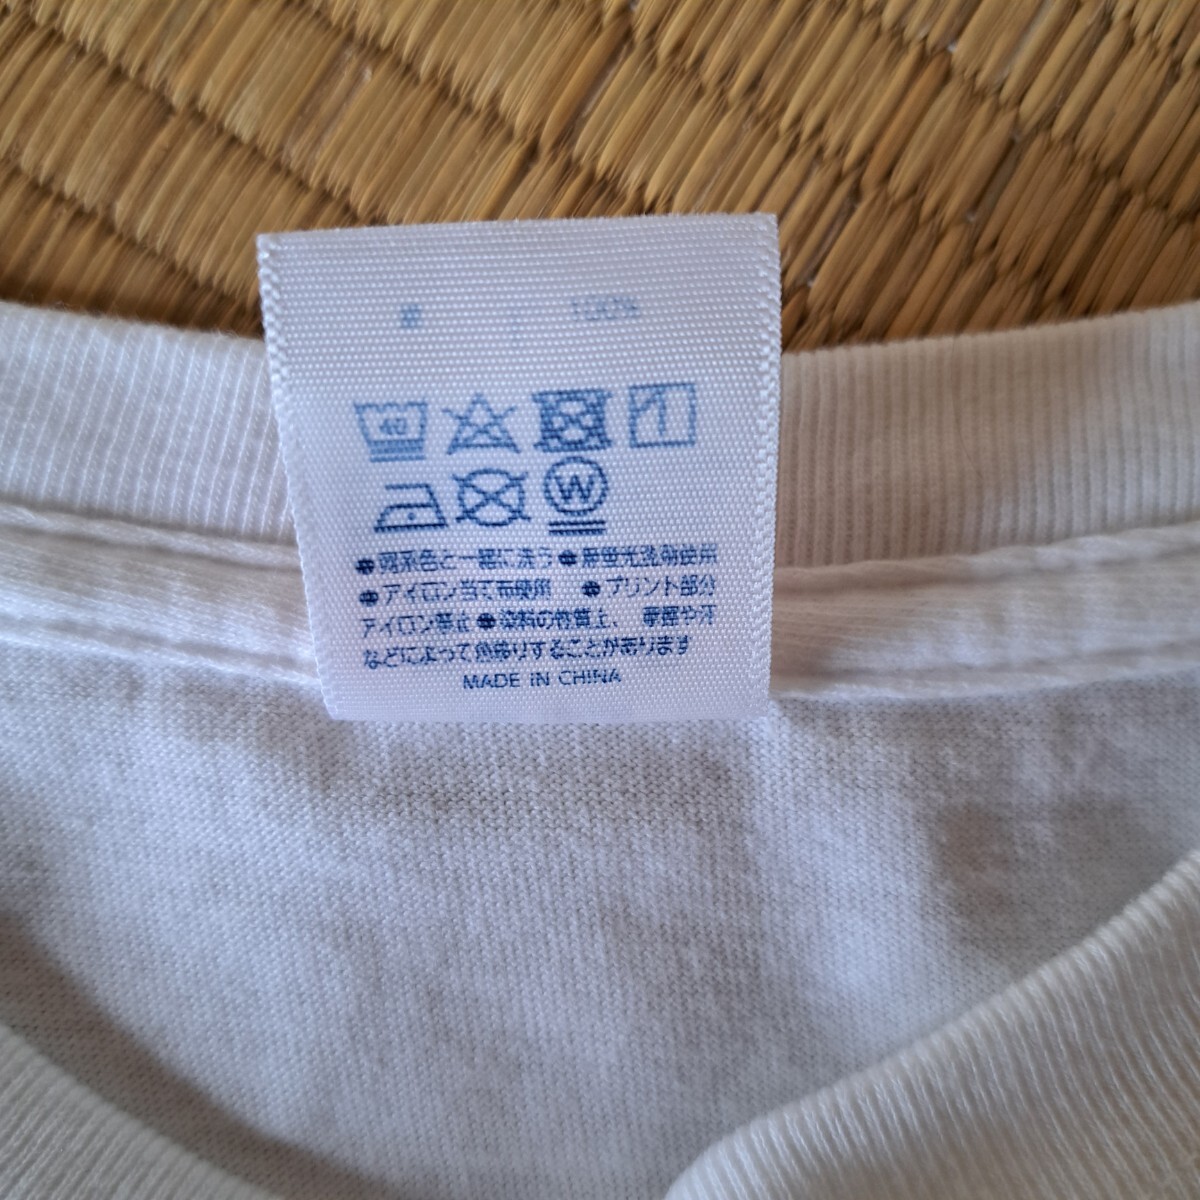 100%
40
W
●同系色と一緒に洗う ●無蛍光洗剤使用
●アイロン当て布使用 ●プリント部分
アイロン禁止 ●染料の性質上、摩擦や汗
などによって色移りすることがあります
MADE IN CHINA